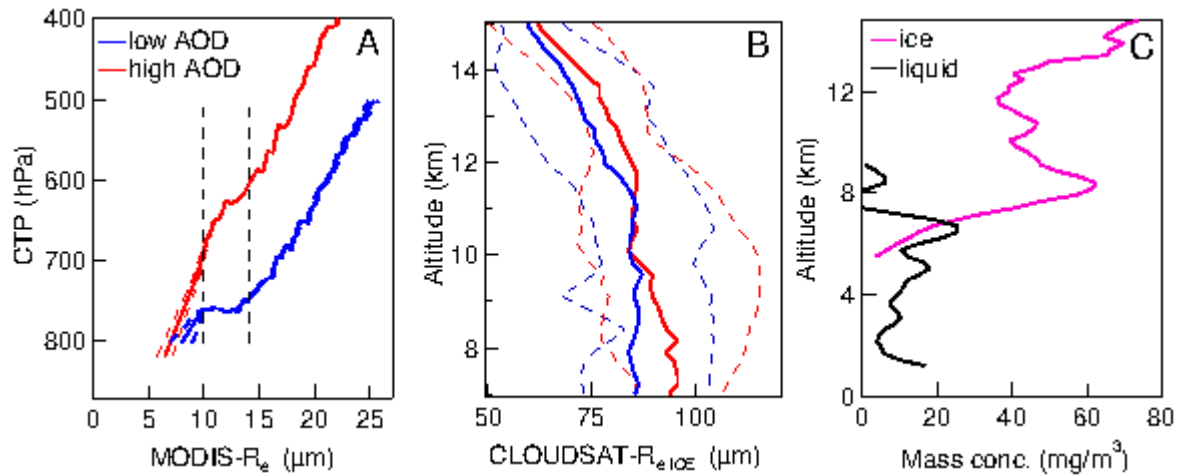 A
low AOD
high AOD
400
500
600
700
800
CTP (hPa)
0
5
10
15
20
25
MODIS-Re (μm)
B
14
12
10
8
Altitude (km)
50
75
100
CLOUDSAT-Re ICE (μm)
C
ice
liquid
12
8
4
0
Altitude (km)
0
20
40
60
80
Mass conc. (mg/m³)